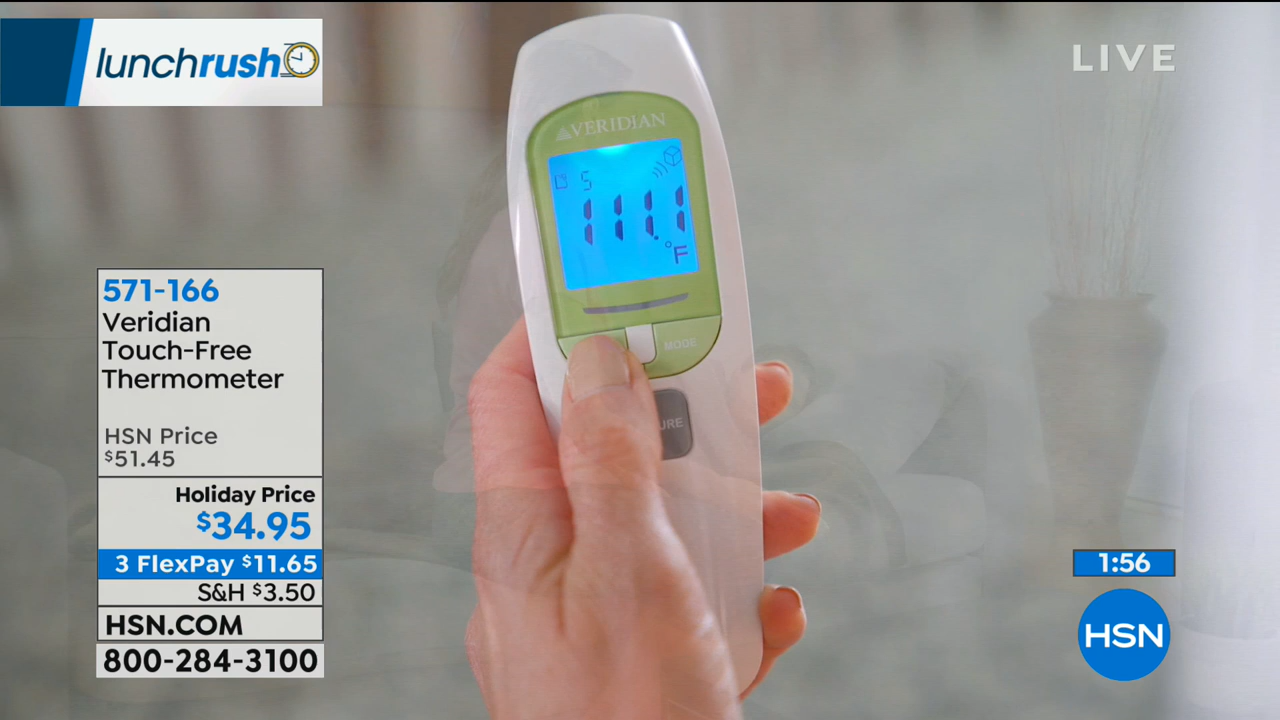 lunchrush
LIVE
VERIDIAN
5
111.1
°F
MODE
URE
571-166
Veridian
Touch-Free
Thermometer
HSN Price
$51.45
Holiday Price
$34.95
3 FlexPay $11.65
S&H $3.50
HSN.COM
800-284-3100
1:56
HSN